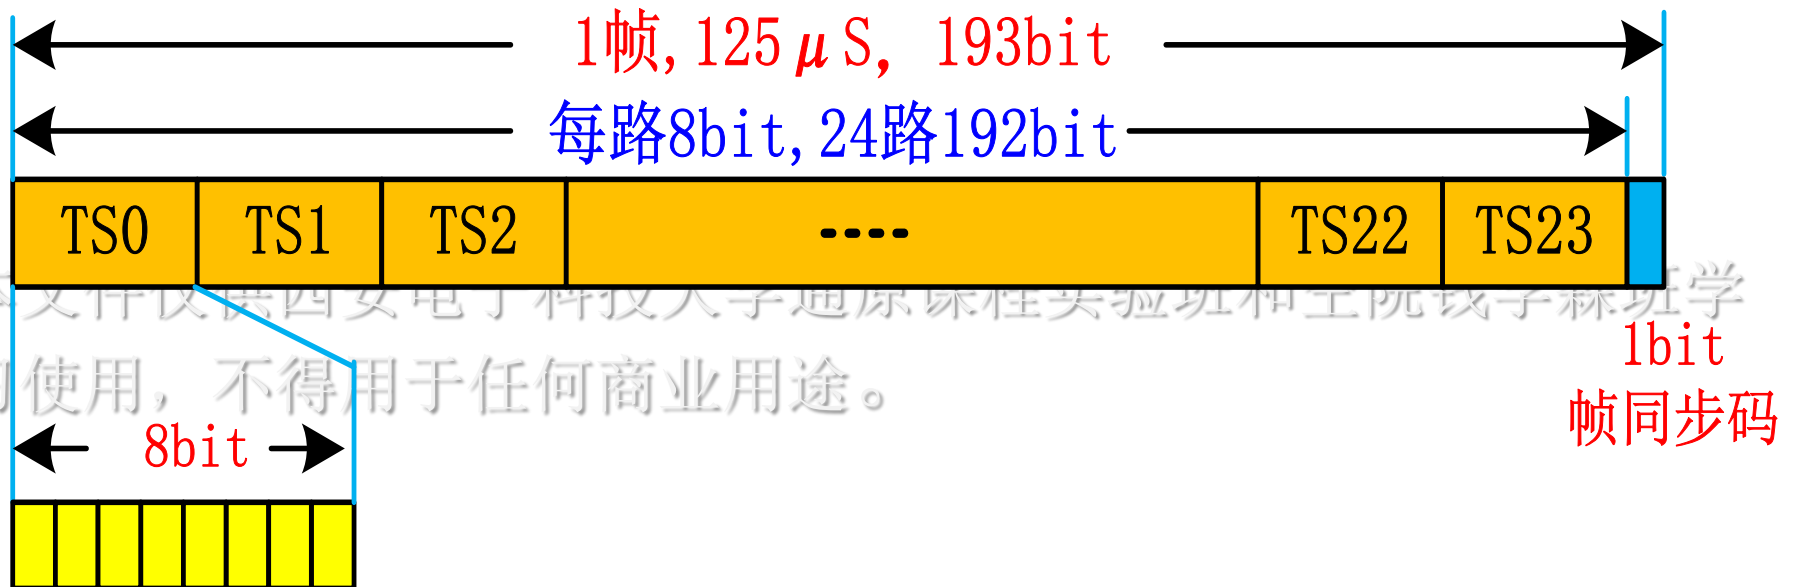 1帧,125μS，193bit
每路8bit,24路192bit
TS0 TS1 TS2 ---- TS22 TS23
文件仅供西安电子科技大学通原课程实验班和空院钱学森班学
使用，不得用于任何商业用途。
1bit
帧同步码
8bit